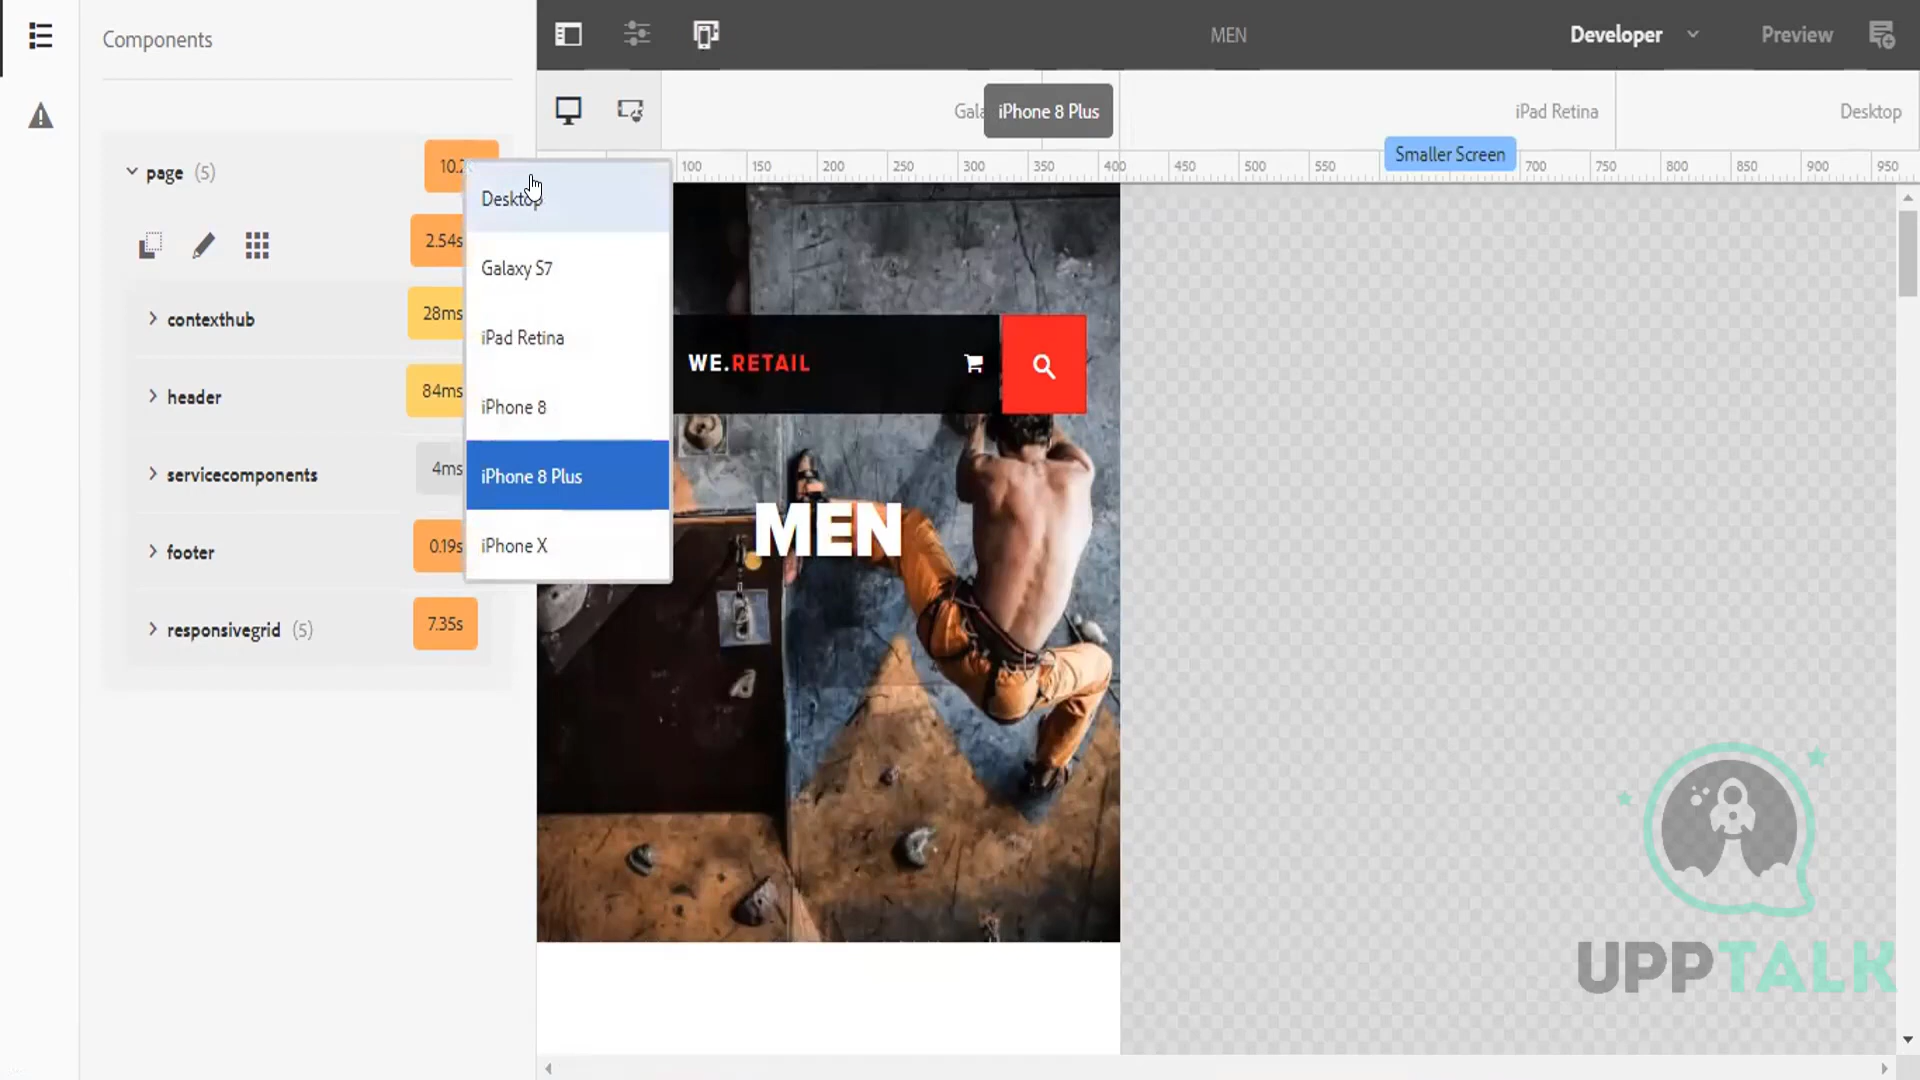 Components
MEN
Developer
Preview
Gala
iPhone 8 Plus
iPad Retina
Desktop
100 150 200 250 300 350 400 450 500 550 700 750 800 850 900 950
Smaller Screen
page (5)
10.2
2.54s
contexthub
28ms
header
84ms
servicecomponents
4ms
footer
0.19s
responsivegrid (5)
7.35s
Desktop
Galaxy S7
iPad Retina
iPhone 8
iPhone 8 Plus
iPhone X
WE.RETAIL
MEN
UPPTALK